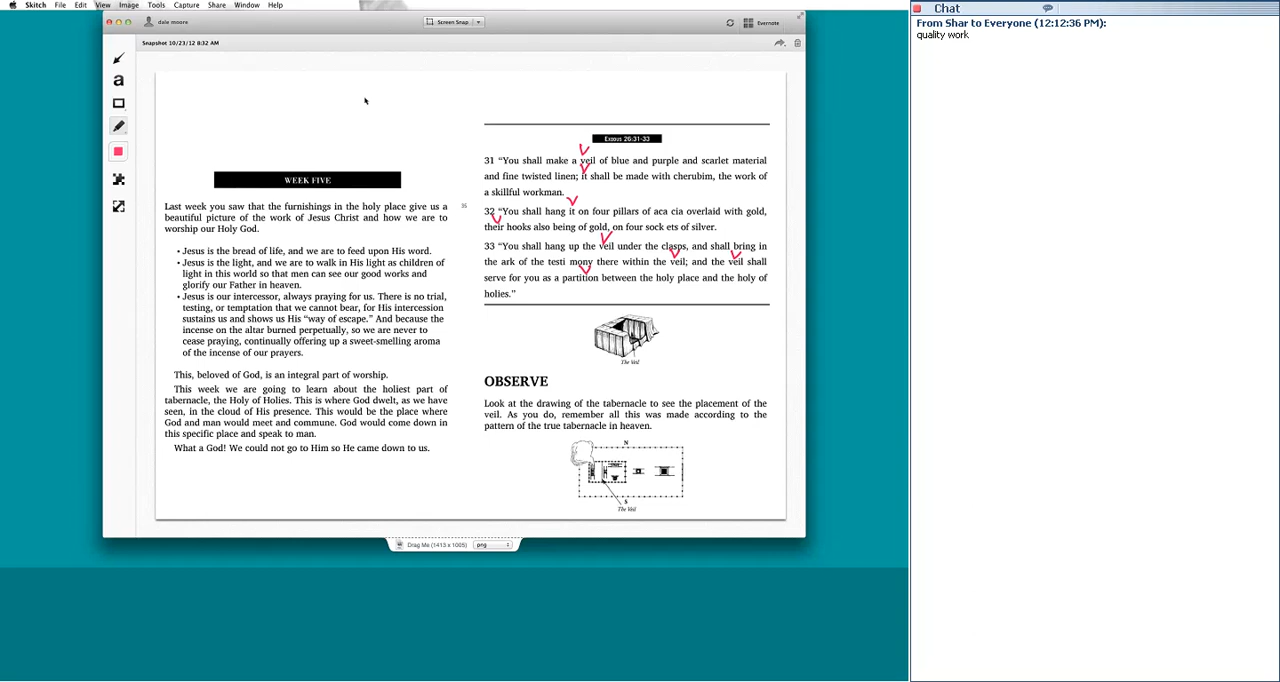 Skitch File Edit View Image Tools Capture Share Window Help
dale moore
Screen Snap
Evernote
Snapshot 10/23/12 8:32 AM
a
WEEK FIVE
Last week you saw that the furnishings in the holy place give us a
beautiful picture of the work of Jesus Christ and how we are to
worship our Holy God.
• Jesus is the bread of life, and we are to feed upon His word.
• Jesus is the light, and we are to walk in His light as children of
light in this world so that men can see our good works and
glorify our Father in heaven.
• Jesus is our intercessor, always praying for us. There is no trial,
testing, or temptation that we cannot bear, for His intercession
sustains us and shows us His “way of escape.” And because the
incense on the altar burned perpetually, so we are never to
cease praying, continually offering up a sweet-smelling aroma
of the incense of our prayers.
This, beloved of God, is an integral part of worship.
This week we are going to learn about the holiest part of
tabernacle, the Holy of Holies. This is where God dwelt, as we have
seen, in the cloud of His presence. This would be the place where
God and man would meet and commune. God would come down in
this specific place and speak to man.
What a God! We could not go to Him so He came down to us.
35
Exodus 26:31-33
31 “You shall make a veil of blue and purple and scarlet material
and fine twisted linen; it shall be made with cherubim, the work of
a skillful workman.
32 “You shall hang it on four pillars of aca cia overlaid with gold,
their hooks also being of gold, on four sock ets of silver.
33 “You shall hang up the veil under the clasps, and shall bring in
the ark of the testi mony there within the veil; and the veil shall
serve for you as a partition between the holy place and the holy of
holies.”
The Veil
OBSERVE
Look at the drawing of the tabernacle to see the placement of the
veil. As you do, remember all this was made according to the
pattern of the true tabernacle in heaven.
N
S
The Veil
Drag Me (1413 x 1005) png
Chat
From Shar to Everyone (12:12:36 PM):
quality work